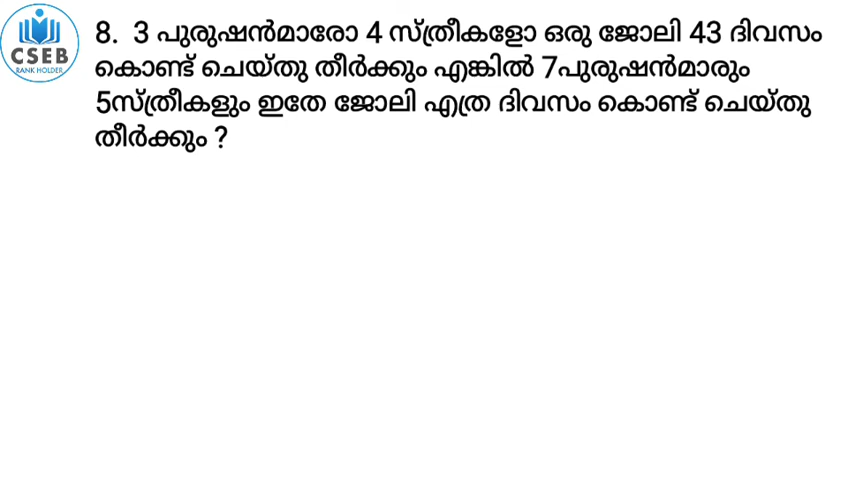 CSEB
RANK HOLDER
8. 3 പുരുഷൻമാരോ 4 സ്ത്രീകളോ ഒരു ജോലി 43 ദിവസം
കൊണ്ട് ചെയ്തു തീർക്കും എങ്കിൽ 7പുരുഷൻമാരും
5സ്ത്രീകളും ഇതേ ജോലി എത്ര ദിവസം കൊണ്ട് ചെയ്തു
തീർക്കും ?